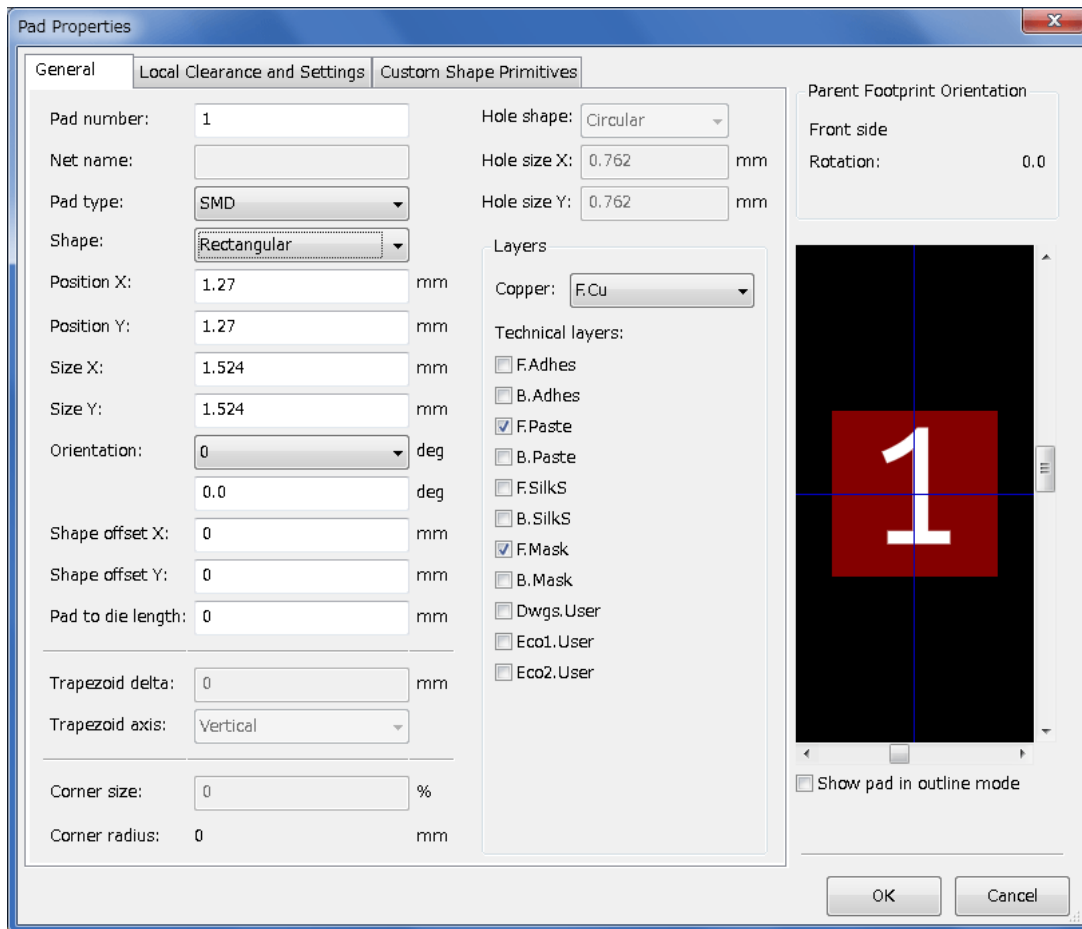 Pad Properties
General
Local Clearance and Settings
Custom Shape Primitives
Pad number: 1
Net name:
Pad type: SMD
Shape: Rectangular
Position X: 1.27 mm
Position Y: 1.27 mm
Size X: 1.524 mm
Size Y: 1.524 mm
Orientation: 0 deg
0.0 deg
Shape offset X: 0 mm
Shape offset Y: 0 mm
Pad to die length: 0 mm
Trapezoid delta: 0 mm
Trapezoid axis: Vertical
Corner size: 0 %
Corner radius: 0 mm
Hole shape: Circular
Hole size X: 0.762 mm
Hole size Y: 0.762 mm
Layers
Copper: F.Cu
Technical layers:
F.Adhes
B.Adhes
F.Paste
B.Paste
F.SilkS
B.SilkS
F.Mask
B.Mask
Dwgs.User
Eco1.User
Eco2.User
Parent Footprint Orientation
Front side
Rotation: 0.0
1
Show pad in outline mode
OK
Cancel